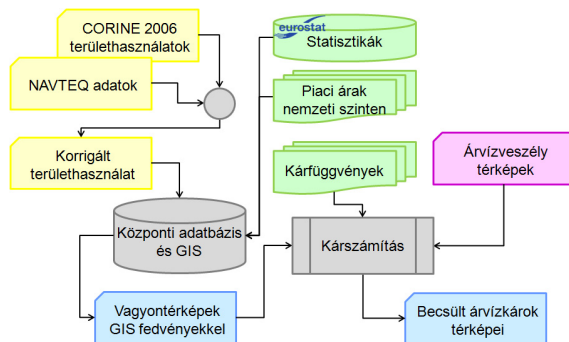 CORINE 2006
területhasználatok
eurostat
Statisztikák
NAVTEQ adatok
Piaci árak
nemzeti szinten
Korrigált
területhasználat
Kárfüggvények
Árvízveszély
térképek
Központi adatbázis
és GIS
Kárszámítás
Vagyontérképek
GIS fedvényekkel
Becsült árvízkárok
térképei